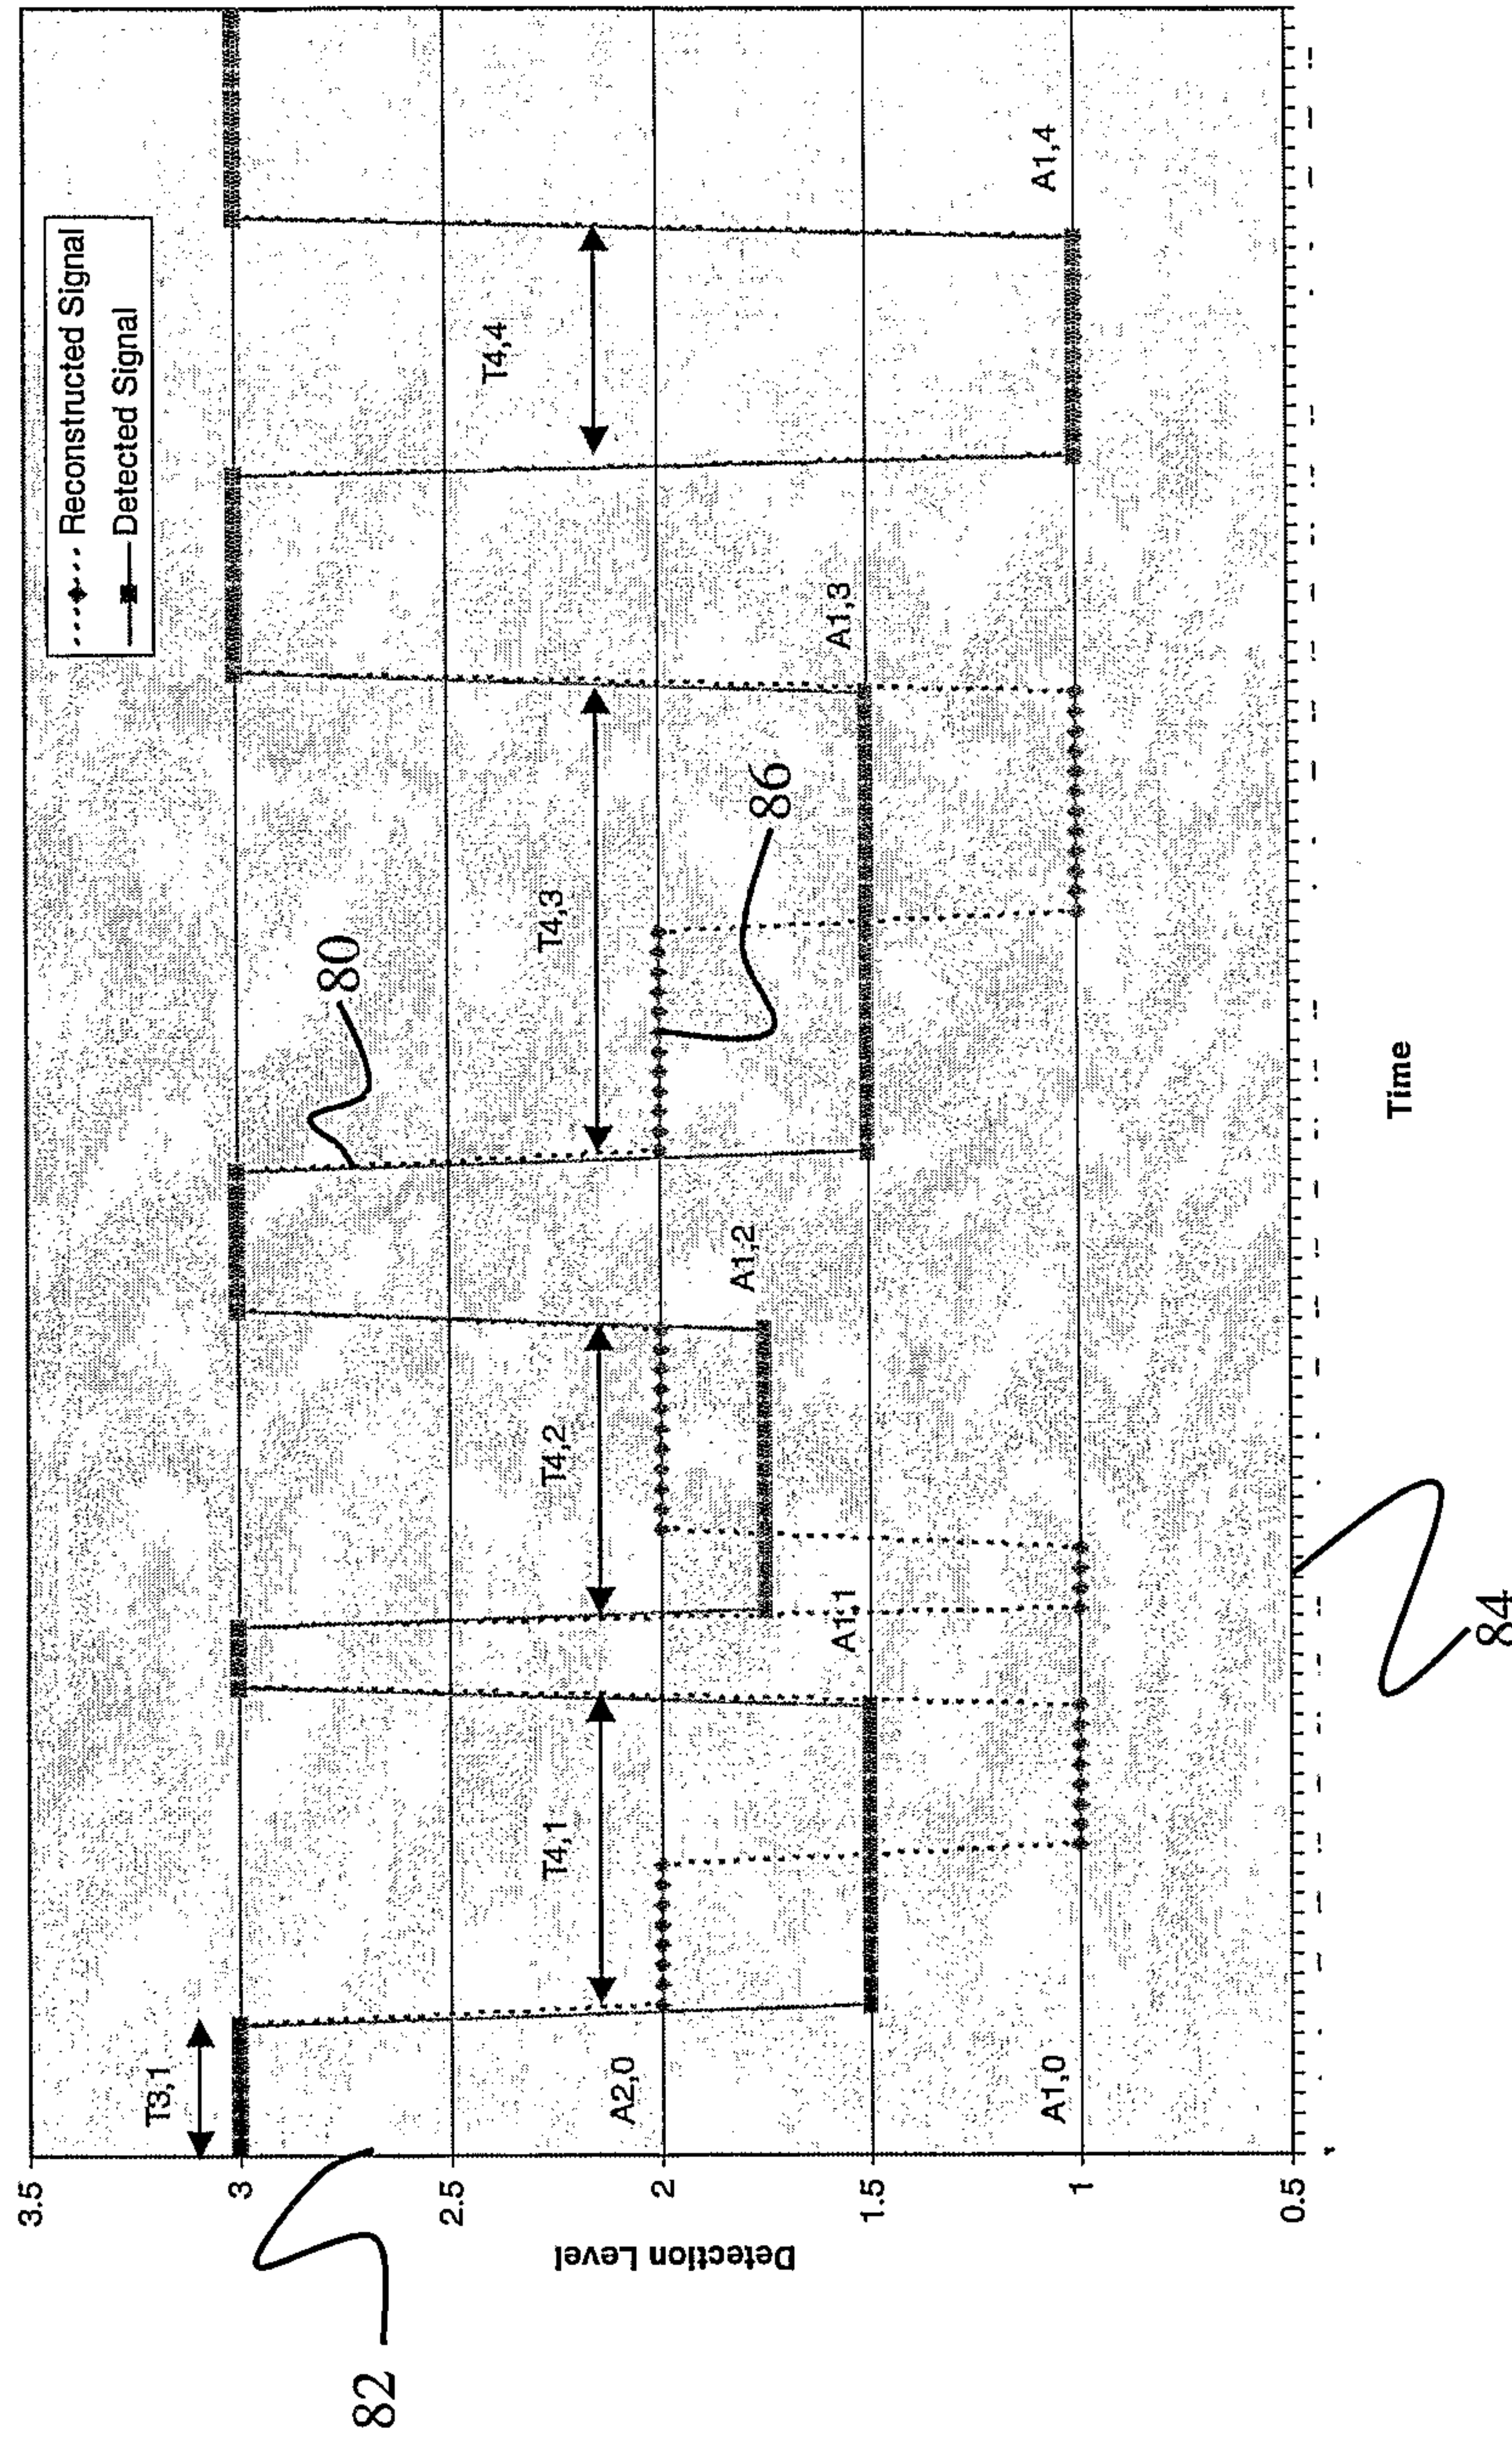 Reconstructed Signal
Detected Signal
3.5
3
2.5
2
1.5
1
0.5
Detection Level
Time
T3,1
T4,1
T4,2
T4,3
T4,4
A2,0
A1,0
A1,1
A1,2
A1,3
A1,4
80
82
84
86